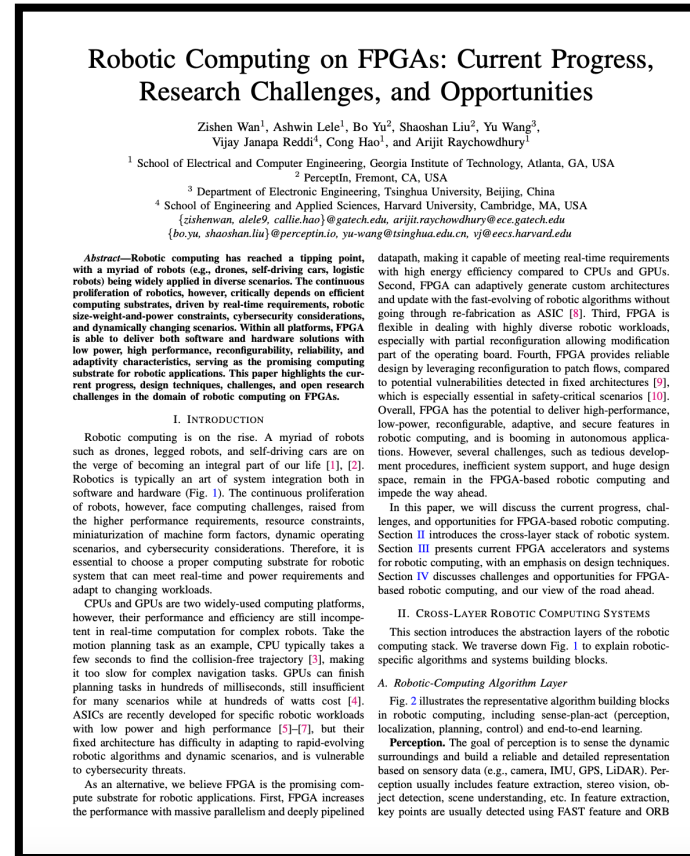 Robotic Computing on FPGAs: Current Progress,
Research Challenges, and Opportunities
Zishen Wan¹, Ashwin Lele¹, Bo Yu², Shaoshan Liu², Yu Wang³,
Vijay Janapa Reddi⁴, Cong Hao¹, and Arijit Raychowdhury¹
¹ School of Electrical and Computer Engineering, Georgia Institute of Technology, Atlanta, GA, USA
² PerceptIn, Fremont, CA, USA
³ Department of Electronic Engineering, Tsinghua University, Beijing, China
⁴ School of Engineering and Applied Sciences, Harvard University, Cambridge, MA, USA
{zishenwan, alele9, callie.hao}@gatech.edu, arijit.raychowdhury@ece.gatech.edu
{bo.yu, shaoshan.liu}@perceptin.io, yu-wang@tsinghua.edu.cn, vj@eecs.harvard.edu
Abstract—Robotic computing has reached a tipping point,
with a myriad of robots (e.g., drones, self-driving cars, logistic
robots) being widely applied in diverse scenarios. The continuous
proliferation of robotics, however, critically depends on efficient
computing substrates, driven by real-time requirements, robotic
size-weight-and-power constraints, cybersecurity considerations,
and dynamically changing scenarios. Within all platforms, FPGA
is able to deliver both software and hardware solutions with
low power, high performance, reconfigurability, reliability, and
adaptivity characteristics, serving as the promising computing
substrate for robotic applications. This paper highlights the cur-
rent progress, design techniques, challenges, and open research
challenges in the domain of robotic computing on FPGAs.
I. INTRODUCTION
Robotic computing is on the rise. A myriad of robots
such as drones, legged robots, and self-driving cars are on
the verge of becoming an integral part of our life [1], [2].
Robotics is typically an art of system integration both in
software and hardware (Fig. 1). The continuous proliferation
of robots, however, face computing challenges, raised from
the higher performance requirements, resource constraints,
miniaturization of machine form factors, dynamic operating
scenarios, and cybersecurity considerations. Therefore, it is
essential to choose a proper computing substrate for robotic
system that can meet real-time and power requirements and
adapt to changing workloads.
CPUs and GPUs are two widely-used computing platforms,
however, their performance and efficiency are still incompe-
tent in real-time computation for complex robots. Take the
motion planning task as an example, CPU typically takes a
few seconds to find the collision-free trajectory [3], making
it too slow for complex navigation tasks. GPUs can finish
planning tasks in hundreds of milliseconds, still insufficient
for many scenarios while at hundreds of watts cost [4].
ASICs are recently developed for specific robotic workloads
with low power and high performance [5]–[7], but their
fixed architecture has difficulty in adapting to rapid-evolving
robotic algorithms and dynamic scenarios, and is vulnerable
to cybersecurity threats.
As an alternative, we believe FPGA is the promising com-
pute substrate for robotic applications. First, FPGA increases
the performance with massive parallelism and deeply pipelined
datapath, making it capable of meeting real-time requirements
with high energy efficiency compared to CPUs and GPUs.
Second, FPGA can adaptively generate custom architectures
and update with the fast-evolving of robotic algorithms without
going through re-fabrication as ASIC [8]. Third, FPGA is
flexible in dealing with highly diverse robotic workloads,
especially with partial reconfiguration allowing modification
part of the operating board. Fourth, FPGA provides reliable
design by leveraging reconfiguration to patch flows, compared
to potential vulnerabilities detected in fixed architectures [9],
which is especially essential in safety-critical scenarios [10].
Overall, FPGA has the potential to deliver high-performance,
low-power, reconfigurable, adaptive, and secure features in
robotic computing, and is booming in autonomous applica-
tions. However, several challenges, such as tedious develop-
ment procedures, inefficient system support, and huge design
space, remain in the FPGA-based robotic computing and
impede the way ahead.
In this paper, we will discuss the current progress, chal-
lenges, and opportunities for FPGA-based robotic computing.
Section II introduces the cross-layer stack of robotic system.
Section III presents current FPGA accelerators and systems
for robotic computing, with an emphasis on design techniques.
Section IV discusses challenges and opportunities for FPGA-
based robotic computing, and our view of the road ahead.
II. CROSS-LAYER ROBOTIC COMPUTING SYSTEMS
This section introduces the abstraction layers of the robotic
computing stack. We traverse down Fig. 1 to explain robotic-
specific algorithms and systems building blocks.
A. Robotic-Computing Algorithm Layer
Fig. 2 illustrates the representative algorithm building blocks
in robotic computing, including sense-plan-act (perception,
localization, planning, control) and end-to-end learning.
Perception. The goal of perception is to sense the dynamic
surroundings and build a reliable and detailed representation
based on sensory data (e.g., camera, IMU, GPS, LiDAR). Per-
ception usually includes feature extraction, stereo vision, ob-
ject detection, scene understanding, etc. In feature extraction,
key points are usually detected using FAST feature and ORB